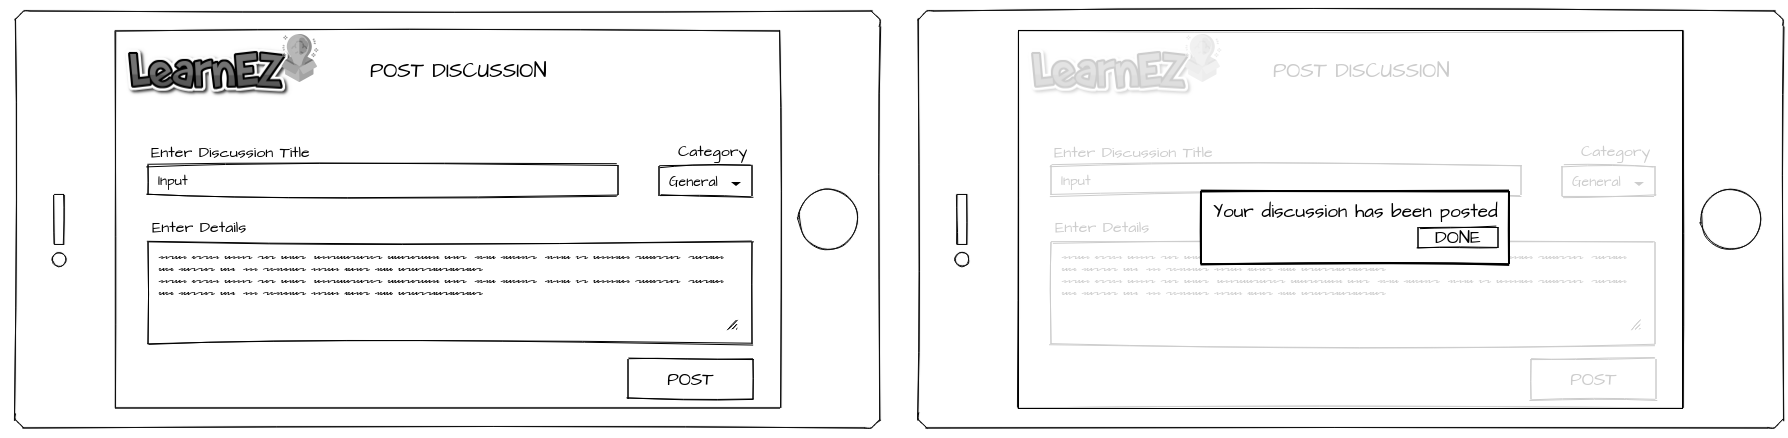 LearnEZ
POST DISCUSSION
Enter Discussion Title
Category
Input
General
Enter Details
POST
LearnEZ
POST DISCUSSION
Enter Discussion Title
Category
Input
General
Your discussion has been posted
DONE
Enter Details
POST